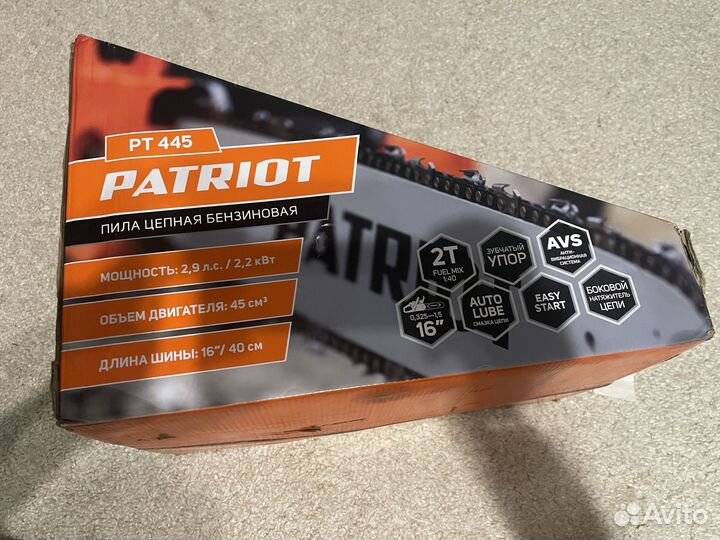 PT 445
PATRIOT
ПИЛА ЦЕПНАЯ БЕНЗИНОВАЯ
МОЩНОСТЬ: 2,9 л.с. / 2,2 кВт
ОБЪЕМ ДВИГАТЕЛЯ: 45 см³
ДЛИНА ШИНЫ: 16"/ 40 см
PATRI
2T
FUEL MIX
1:40
ЗУБЧАТЫЙ
УПОР
AVS
АНТИ-
ВИБРАЦИОННАЯ
СИСТЕМА
0,325—1,5
16"
AUTO
LUBE
СМАЗКА ЦЕПИ
EASY
START
БОКОВОЙ
НАТЯЖИТЕЛЬ
ЦЕПИ
Avito